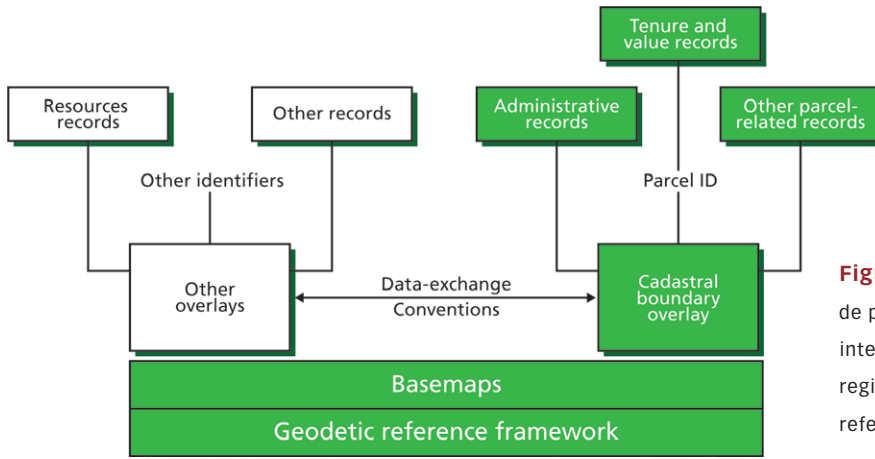 Tenure and
value records
Resources
records
Other records
Administrative
records
Other parcel-
related records
Other identifiers
Parcel ID
Other
overlays
Data-exchange
Conventions
Cadastral
boundary
overlay
Basemaps
Geodetic reference framework
de p
inte
regi
refe